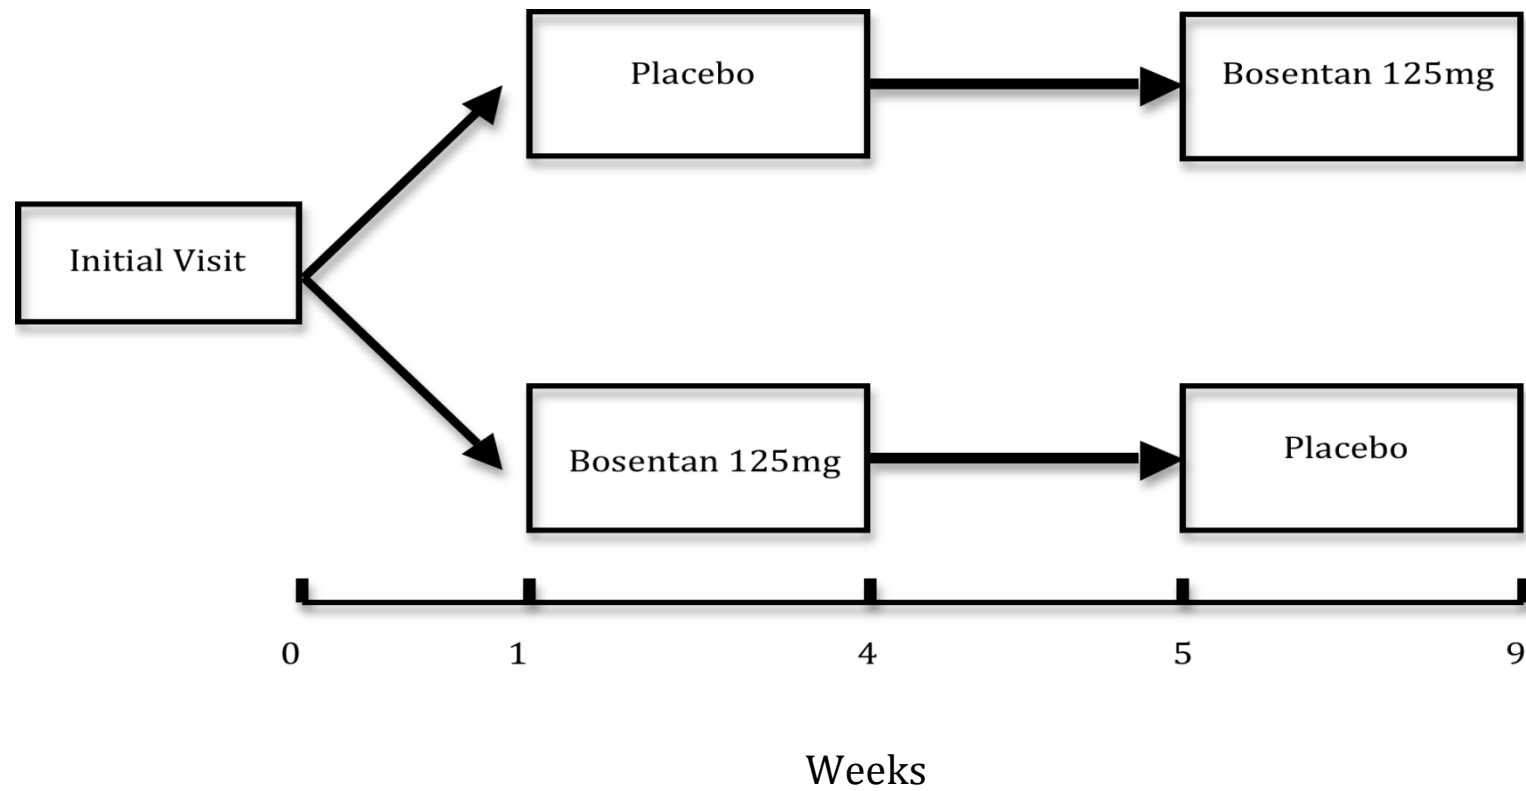 Placebo
Bosentan 125mg
Initial Visit
Bosentan 125mg
Placebo
0 1 4 5 9
Weeks